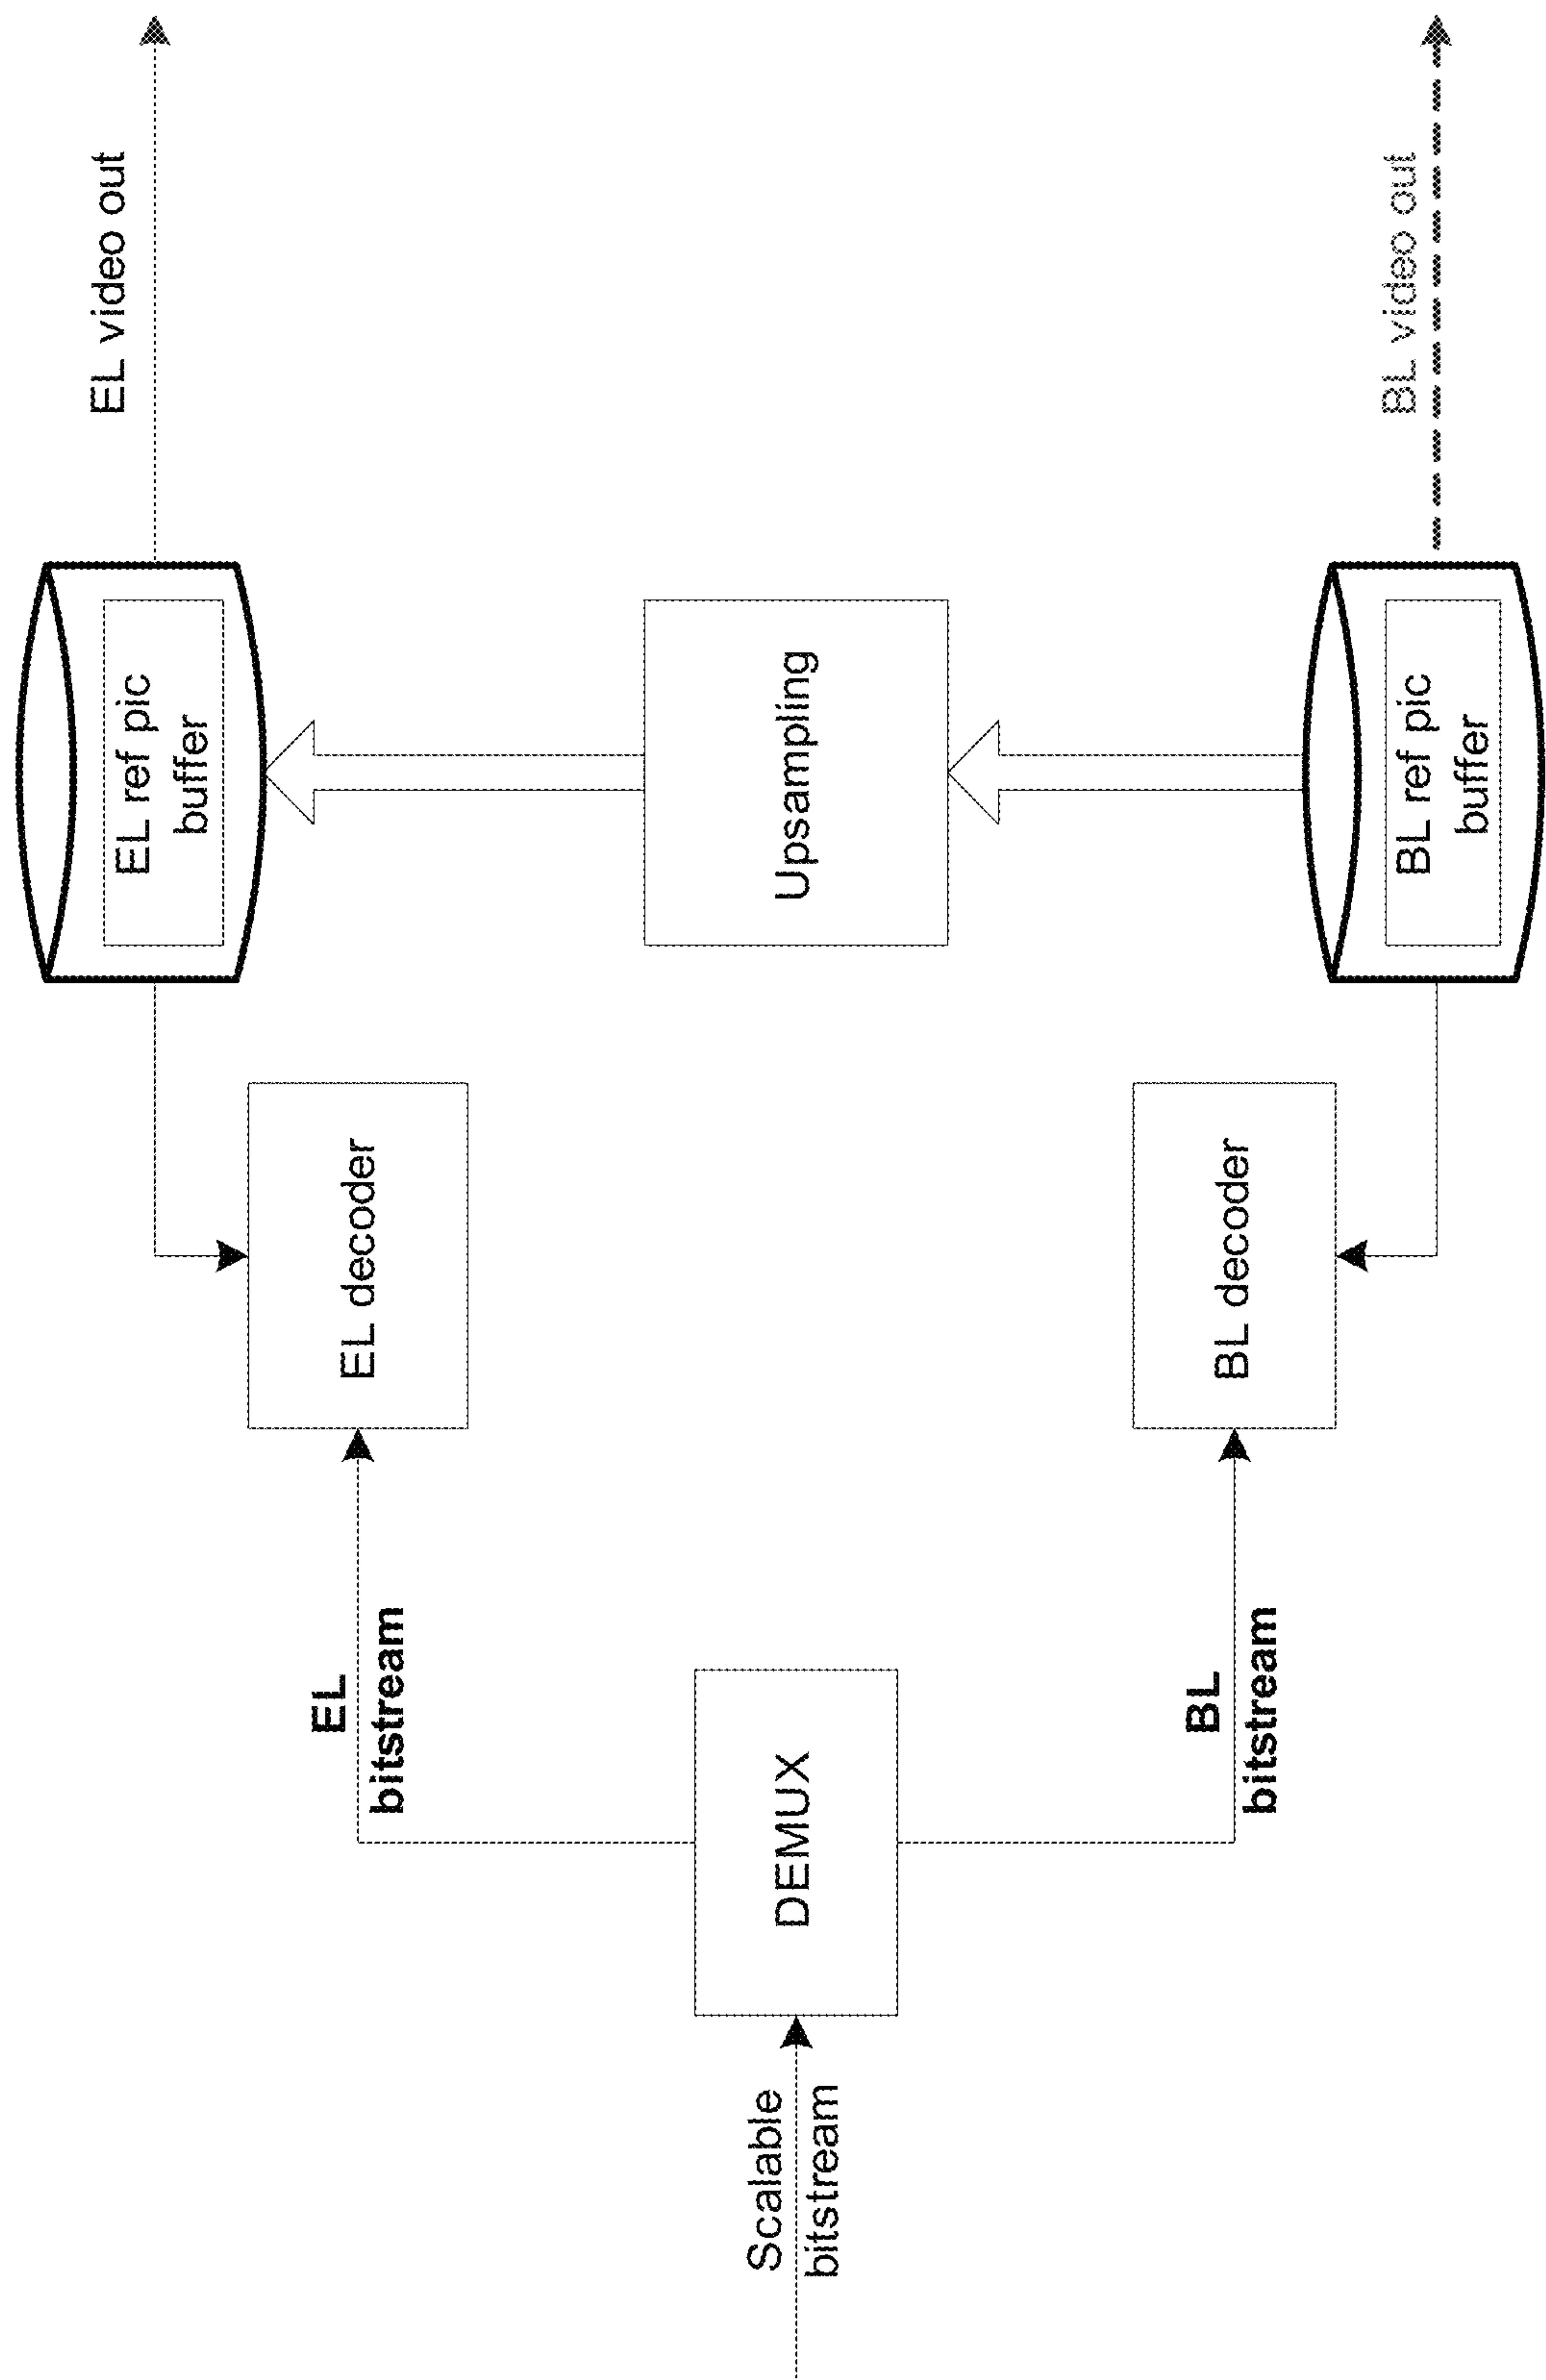 Scalable
bitstream
DEMUX
EL
bitstream
BL
bitstream
EL decoder
BL decoder
EL ref pic
buffer
Upsampling
BL ref pic
buffer
EL video out
BL video out